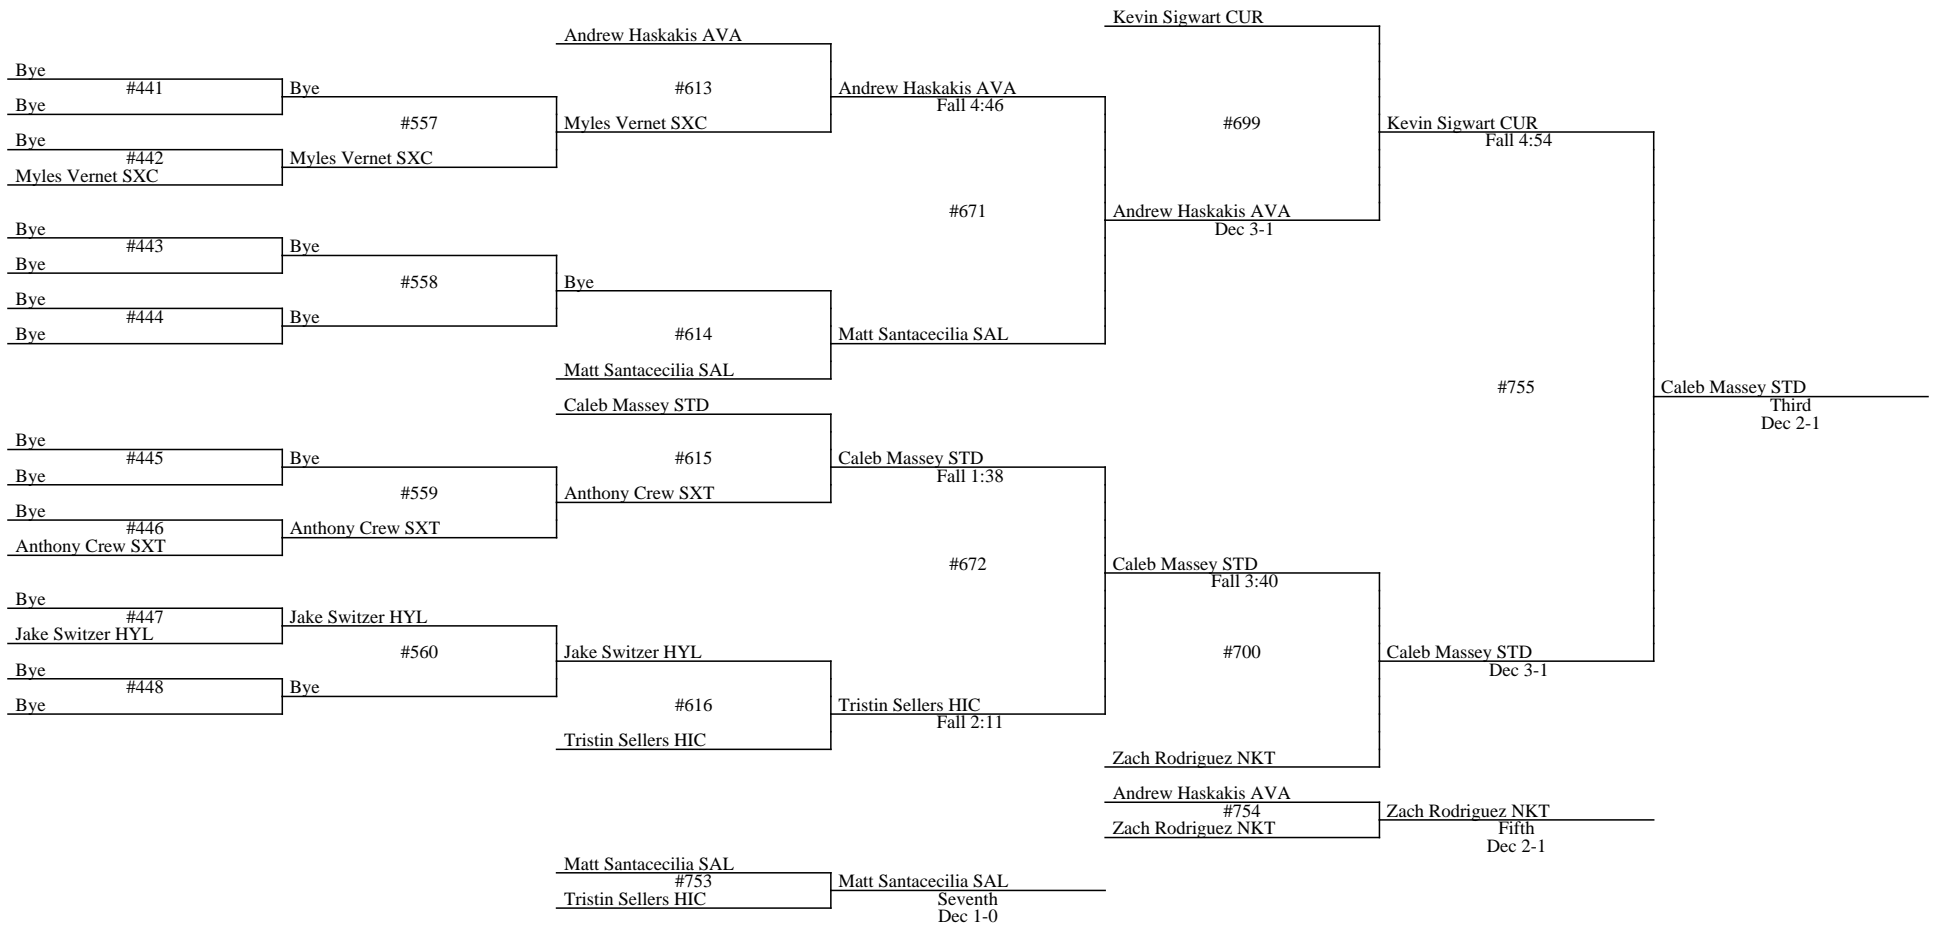 Kevin Sigwart CUR
Andrew Haskakis AVA
Bye
#441
Bye
#613
Andrew Haskakis AVA
Fall 4:46
Bye
#557
Myles Vernet SXC
#699
Kevin Sigwart CUR
Fall 4:54
Bye
#442
Myles Vernet SXC
Myles Vernet SXC
#671
Andrew Haskakis AVA
Dec 3-1
Bye
#443
Bye
Bye
#558
Bye
Bye
#444
Bye
Bye
#614
Matt Santacecilia SAL
Matt Santacecilia SAL
#755
Caleb Massey STD
Third
Dec 2-1
Caleb Massey STD
Bye
#445
Bye
#615
Caleb Massey STD
Fall 1:38
Bye
#559
Anthony Crew SXT
Bye
#446
Anthony Crew SXT
Anthony Crew SXT
#672
Caleb Massey STD
Fall 3:40
Bye
#447
Jake Switzer HYL
Jake Switzer HYL
#560
Jake Switzer HYL
#700
Caleb Massey STD
Dec 3-1
Bye
#448
Bye
Bye
#616
Tristin Sellers HIC
Fall 2:11
Tristin Sellers HIC
Zach Rodriguez NKT
Andrew Haskakis AVA
#754
Zach Rodriguez NKT
Zach Rodriguez NKT
Fifth
Dec 2-1
Matt Santacecilia SAL
#753
Tristin Sellers HIC
Matt Santacecilia SAL
Seventh
Dec 1-0